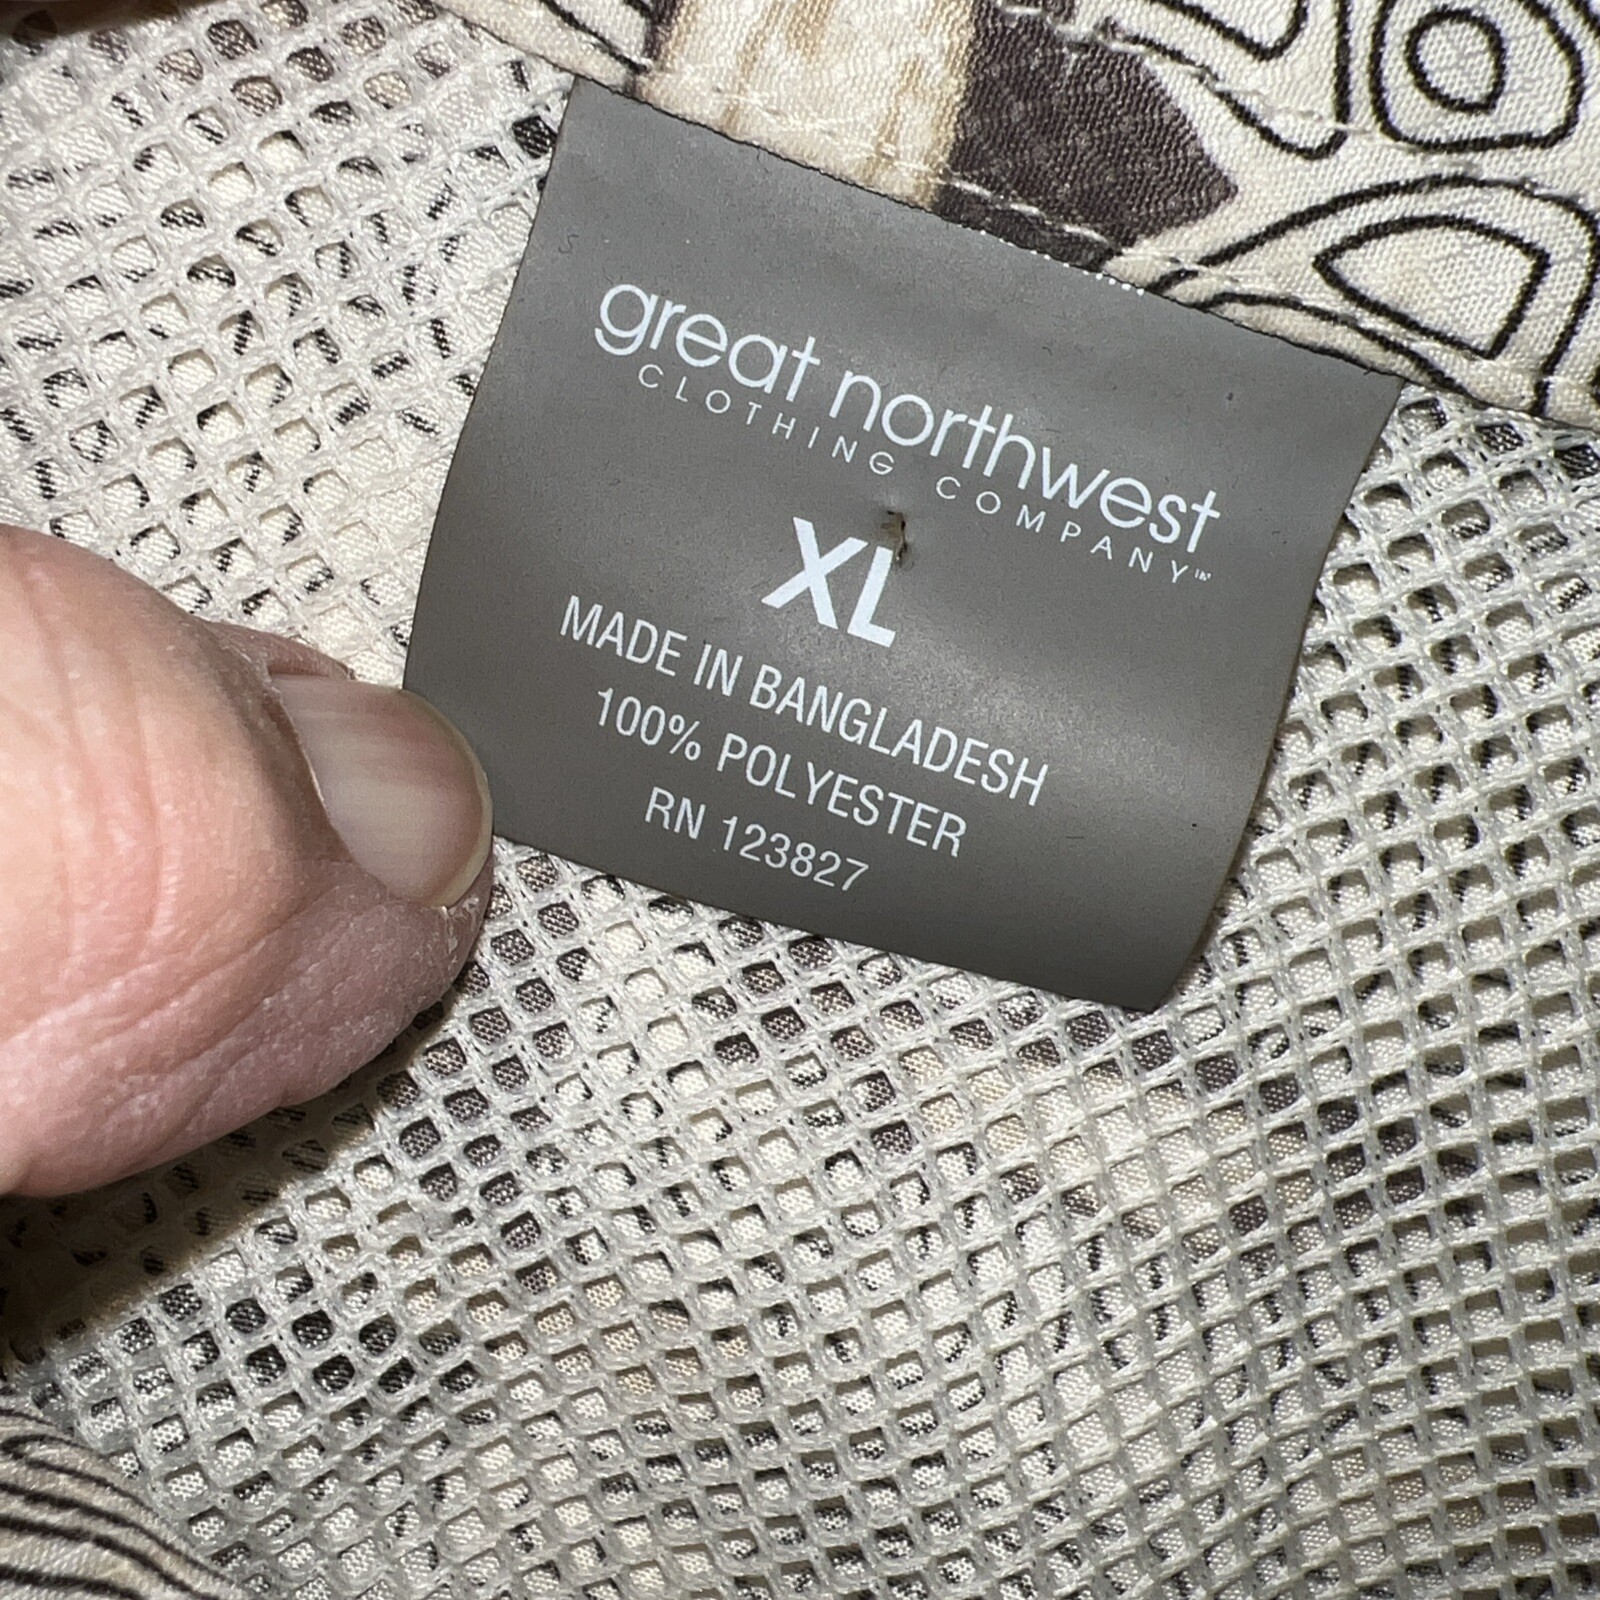 great northwest
CLOTHING COMPANY™
XL
MADE IN BANGLADESH
100% POLYESTER
RN 123827